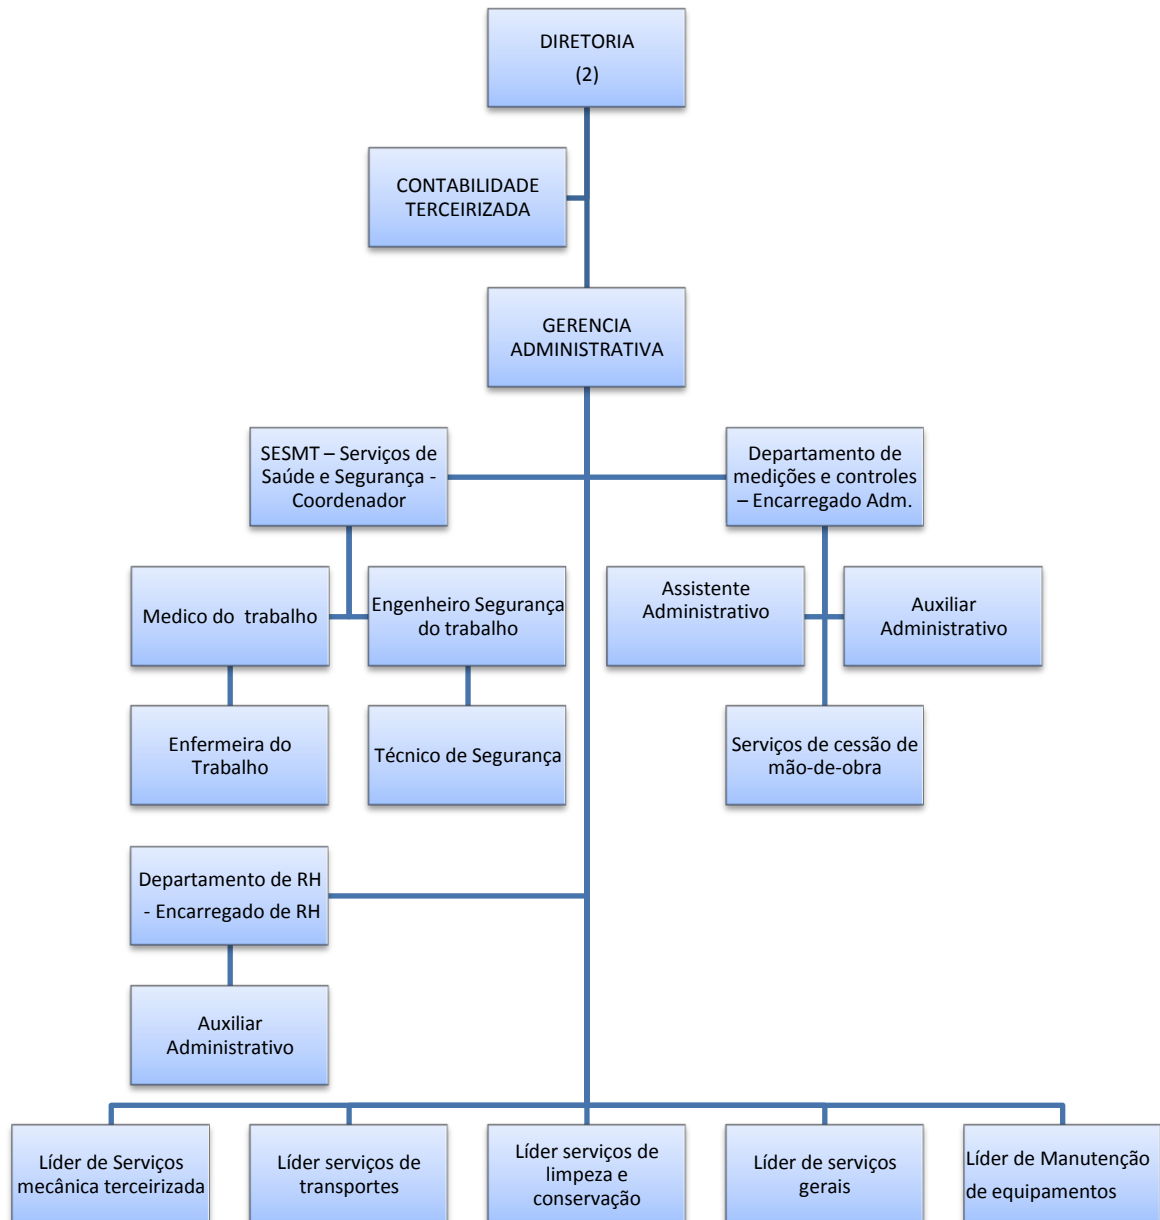 DIRETORIA
(2)
CONTABILIDADE
TERCEIRIZADA
GERENCIA
ADMINISTRATIVA
SESMT – Serviços de
Saúde e Segurança -
Coordenador
Departamento de
medições e controles
– Encarregado Adm.
Medico do trabalho
Engenheiro Segurança
do trabalho
Assistente
Administrativo
Auxiliar
Administrativo
Enfermeira do
Trabalho
Técnico de Segurança
Serviços de cessão de
mão-de-obra
Departamento de RH
- Encarregado de RH
Auxiliar
Administrativo
Líder de Serviços
mecânica terceirizada
Líder serviços de
transportes
Líder serviços de
limpeza e
conservação
Líder de serviços
gerais
Líder de Manutenção
de equipamentos